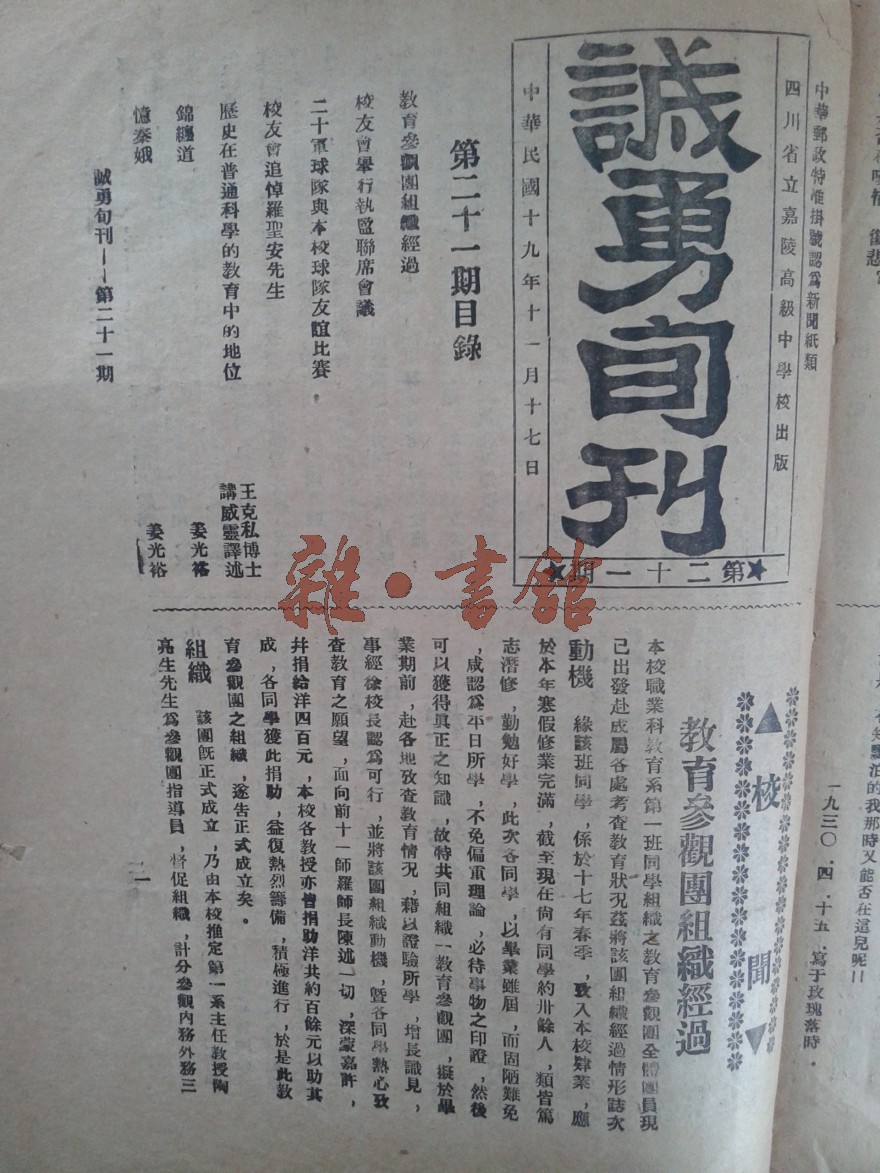 中華郵政特准掛號認爲新聞紙類
四川省立嘉陵高級中學校出版
誠勇旬刊
中華民國十九年十一月十七日
★第二十一期★
第二十一期目錄
教育參觀團組織經過
校友會舉行執監聯席會議
二十軍球隊與本校球隊友誼比賽
校友會追悼羅聖安先生
歷史在普通科學的教育中的地位
王克私博士講
威靈譯述
錦纏道
姜光裕
憶秦娥
姜光裕
誠勇旬刊——第二十一期
的我那時又能否在這兒呢!!
一九三〇．四．十五．寫于玫瑰落時．
▲校聞▼
教育參觀團組織經過
本校職業科教育系第一班同學組織之教育參觀團全體團員現
已出發赴成屬各處考查教育狀况茲將該團組織經過情形誌次
動機　緣該班同學，係於十七年春季，攷入本校肄業，應
於本年寒假修業完滿，截至現在尙有同學約卅餘人，類皆篤
志潛修，勤勉好學，此次各同學，以畢業雖屆，而固陋難免
，咸認爲平日所學，不免偏重理論，必待事物之印證，然後
可以獲得眞正之知識，故特共同組織一教育參觀團，擬於畢
業期前，赴各地攷查教育情況，藉以證驗所學，增長識見，
事經徐校長認爲可行，並將該團組織動機，曁各同學熱心攷
查教育之願望，面向前十一師羅師長陳述一切，深蒙嘉許，
幷捐給洋四百元，本校各教授亦曾捐助洋共約百餘元以助其
成，各同學獲此捐助，益復熱烈籌備，積極進行，於是此教
育參觀團之組織，遂告正式成立矣。
組織　該團旣正式成立，乃由本校推定第一系主任教授陶
亮生先生爲參觀團指導員，督促組織，計分參觀內務外務三
雜·書館